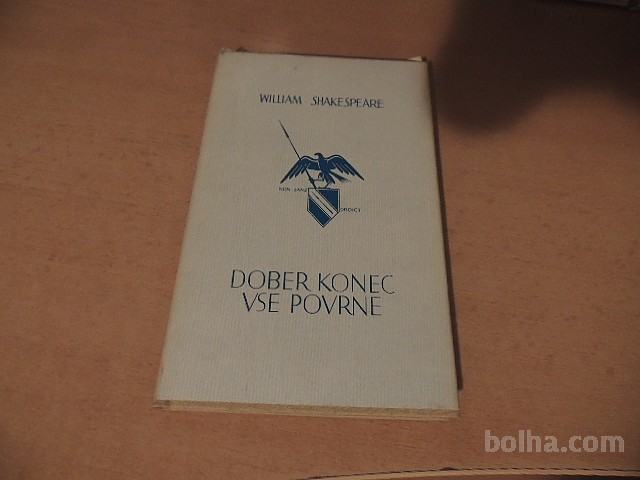 WILLIAM SHAKESPEARE
NON · SANZ
DROICT
DOBER KONEC
VSE POVRNE
bolha.com